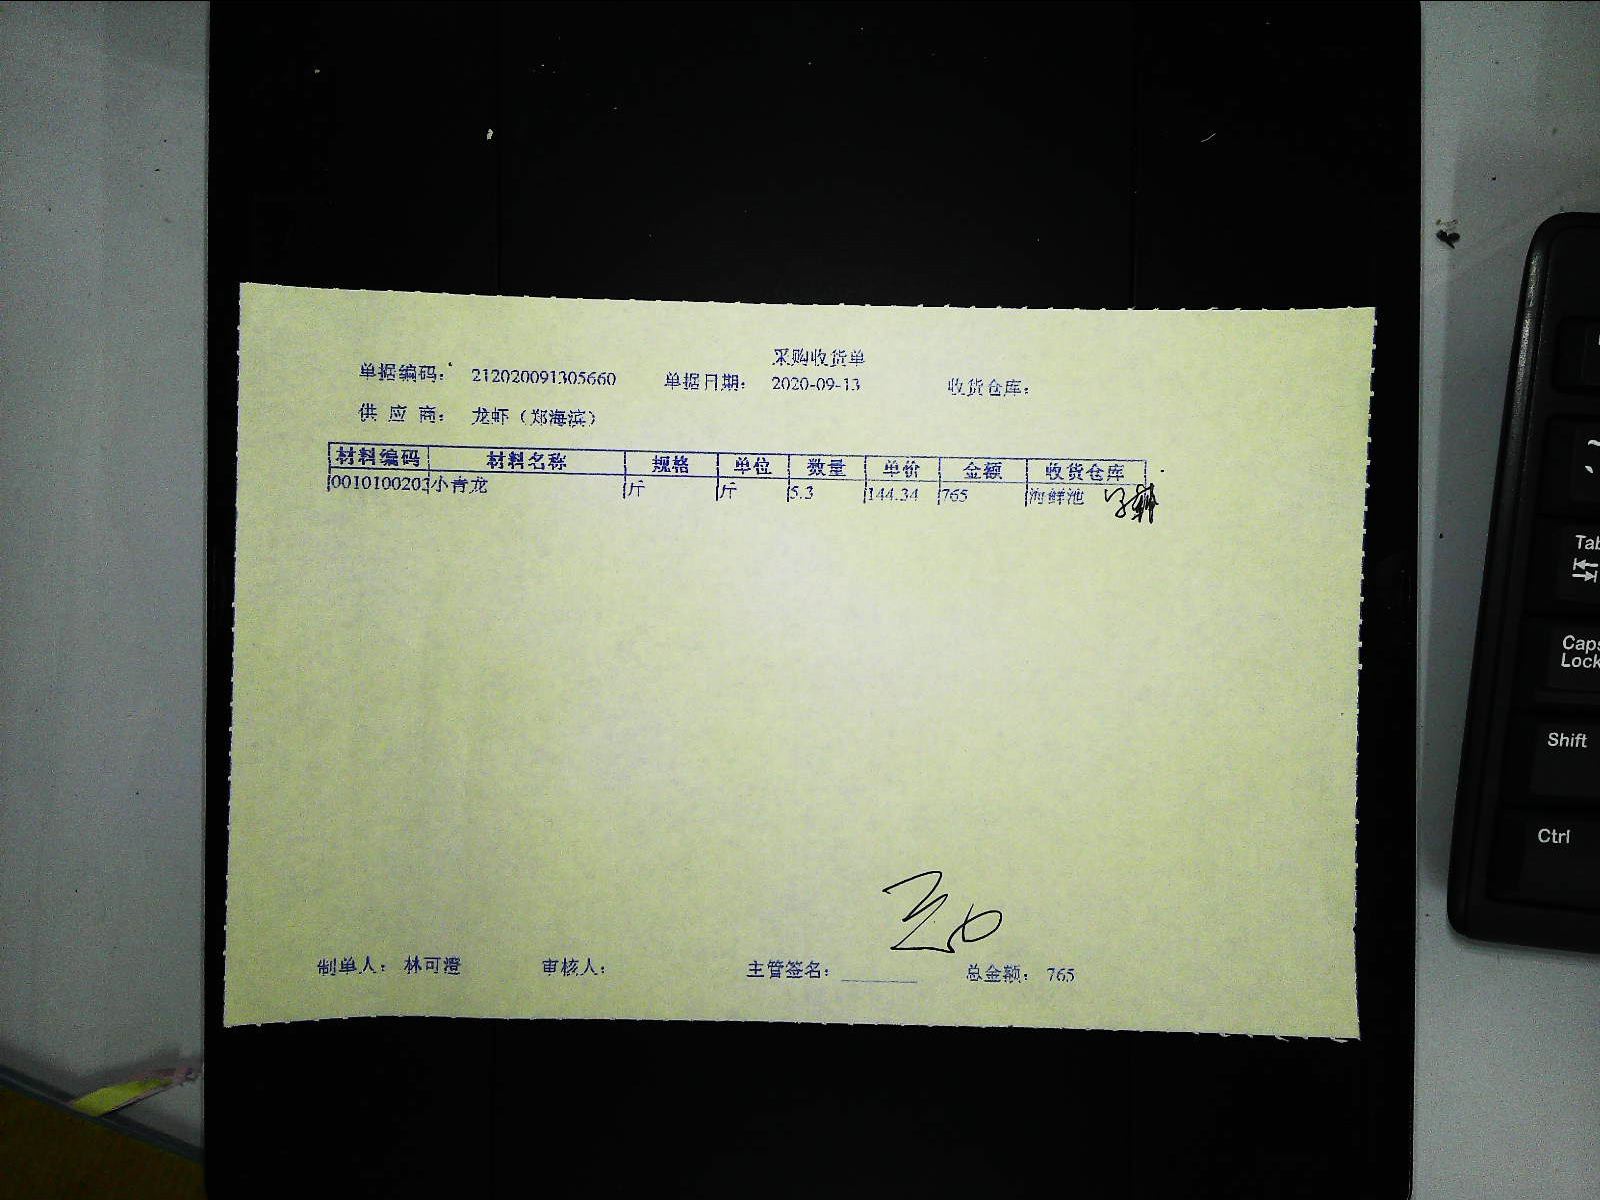 采购收货单
单据编码： 212020091305660 单据日期： 2020-09-13 收货仓库：
供 应 商： 龙虾（郑海滨）
材料编码 材料名称 规格 单位 数量 单价 金额 收货仓库
0010100203 小青龙 斤 斤 5.3 144.34 765 海鲜池
制单人： 林可澄 审核人： 主管签名： 总金额： 765
Tab
Caps
Lock
Shift
Ctrl